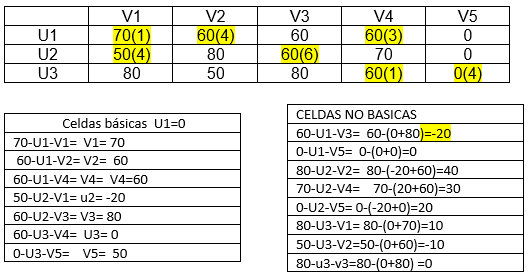 V1 V2 V3 V4 V5
U1 70(1) 60(4) 60 60(3) 0
U2 50(4) 80 60(6) 70 0
U3 80 50 80 60(1) 0(4)
Celdas básicas U1=0
70-U1-V1= V1= 70
60-U1-V2= V2= 60
60-U1-V4= V4= V4=60
50-U2-V1= u2= -20
60-U2-V3= V3= 80
60-U3-V4= U3= 0
0-U3-V5= V5= 50
CELDAS NO BASICAS
60-U1-V3= 60-(0+80)=-20
0-U1-V5= 0-(0+0)=0
80-U2-V2= 80-(-20+60)=40
70-U2-V4= 70-(20+60)=30
0-U2-V5= 0-(-20+0)=20
80-U3-V1= 80-(0+70)=10
50-U3-V2=50-(0+60)=-10
80-u3-v3=80-(0+80) =0